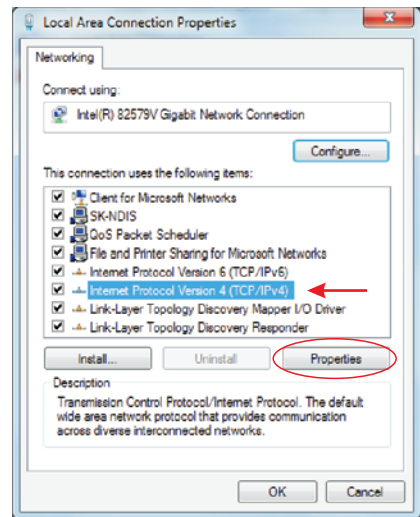 Local Area Connection Properties
Networking
Connect using:
Intel(R) 82579V Gigabit Network Connection
Configure...
This connection uses the following items:
Client for Microsoft Networks
SK-NDIS
QoS Packet Scheduler
File and Printer Sharing for Microsoft Networks
Internet Protocol Version 6 (TCP/IPv6)
Internet Protocol Version 4 (TCP/IPv4)
Link-Layer Topology Discovery Mapper I/O Driver
Link-Layer Topology Discovery Responder
Install... Uninstall Properties
Description
Transmission Control Protocol/Internet Protocol. The default
wide area network protocol that provides communication
across diverse interconnected networks.
OK Cancel